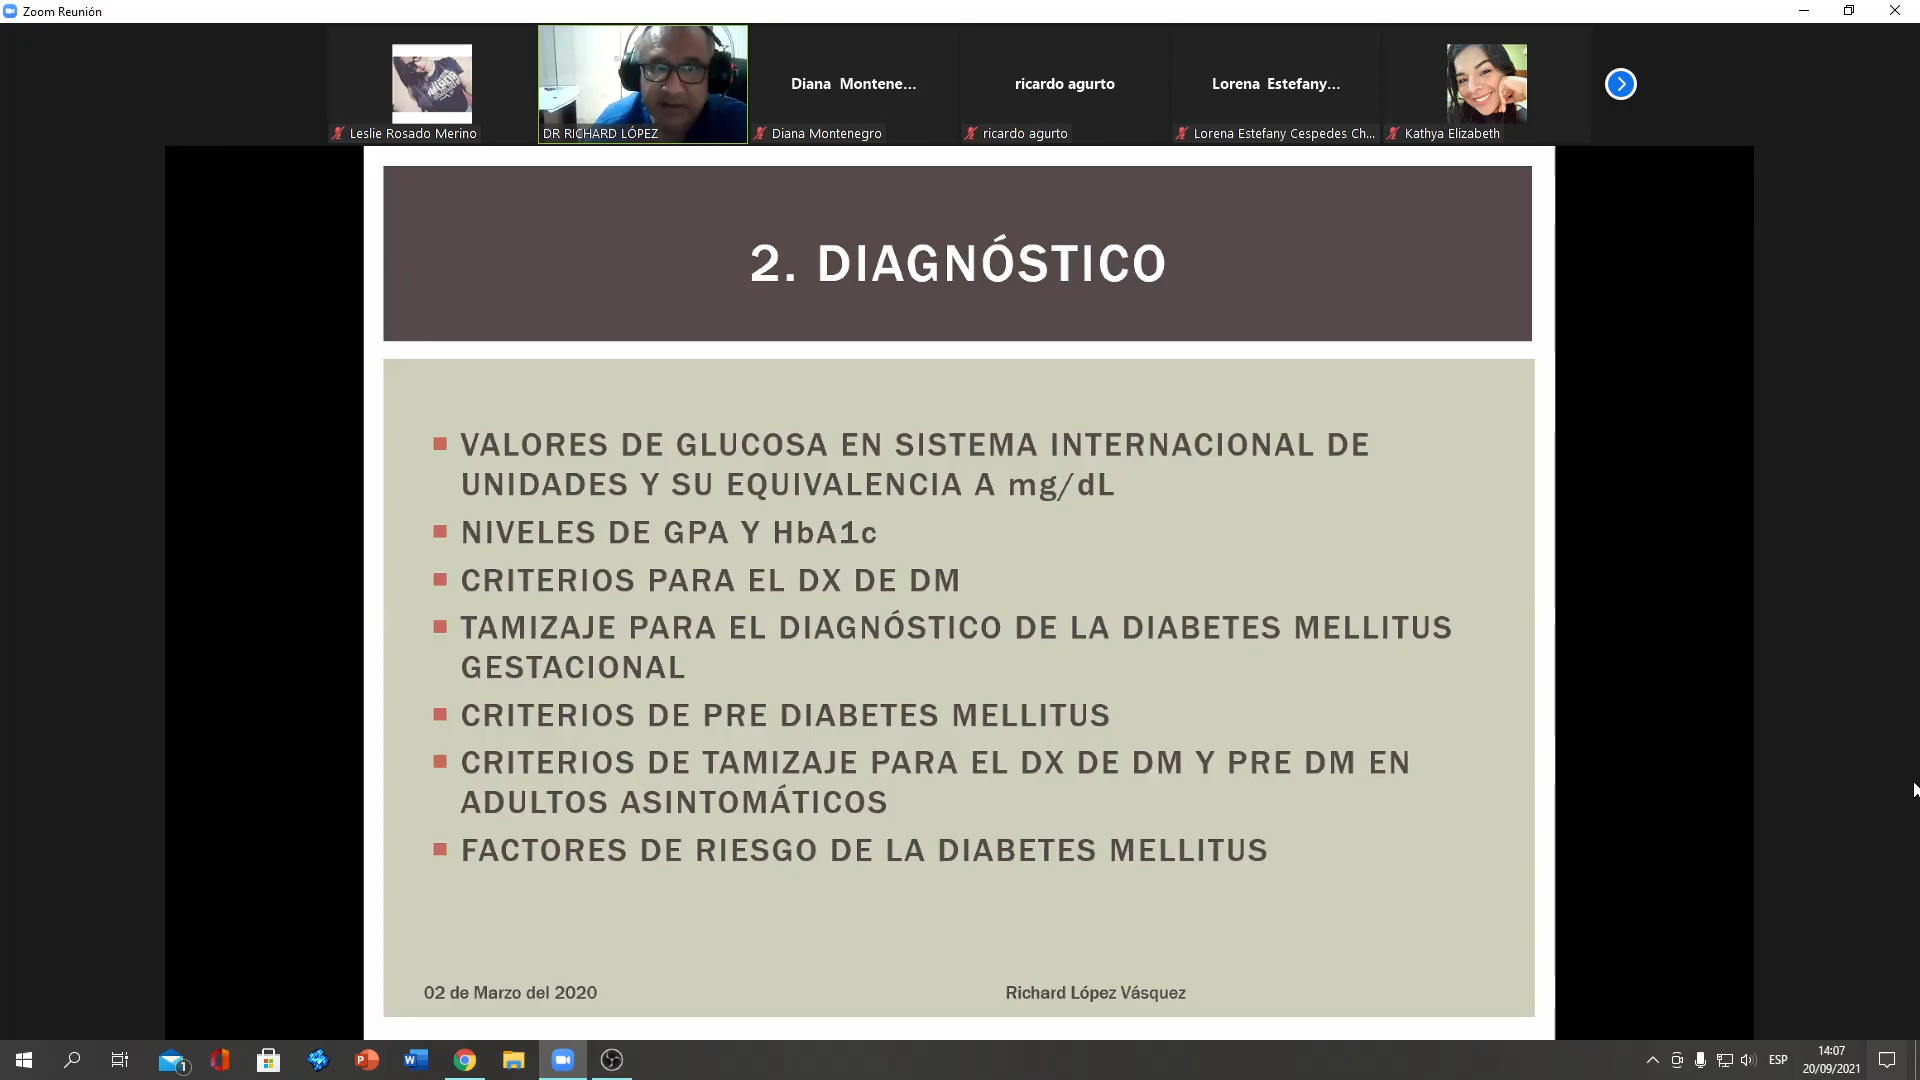 Zoom Reunión
Diana Montene...
ricardo agurto
Lorena Estefany...
Leslie Rosado Merino
DR RICHARD LÓPEZ
Diana Montenegro
ricardo agurto
Lorena Estefany Cespedes Ch...
Kathya Elizabeth
2. DIAGNÓSTICO
VALORES DE GLUCOSA EN SISTEMA INTERNACIONAL DE
UNIDADES Y SU EQUIVALENCIA A mg/dL
NIVELES DE GPA Y HbA1c
CRITERIOS PARA EL DX DE DM
TAMIZAJE PARA EL DIAGNÓSTICO DE LA DIABETES MELLITUS
GESTACIONAL
CRITERIOS DE PRE DIABETES MELLITUS
CRITERIOS DE TAMIZAJE PARA EL DX DE DM Y PRE DM EN
ADULTOS ASINTOMÁTICOS
FACTORES DE RIESGO DE LA DIABETES MELLITUS
02 de Marzo del 2020
Richard López Vásquez
1
ESP
14:07
20/09/2021